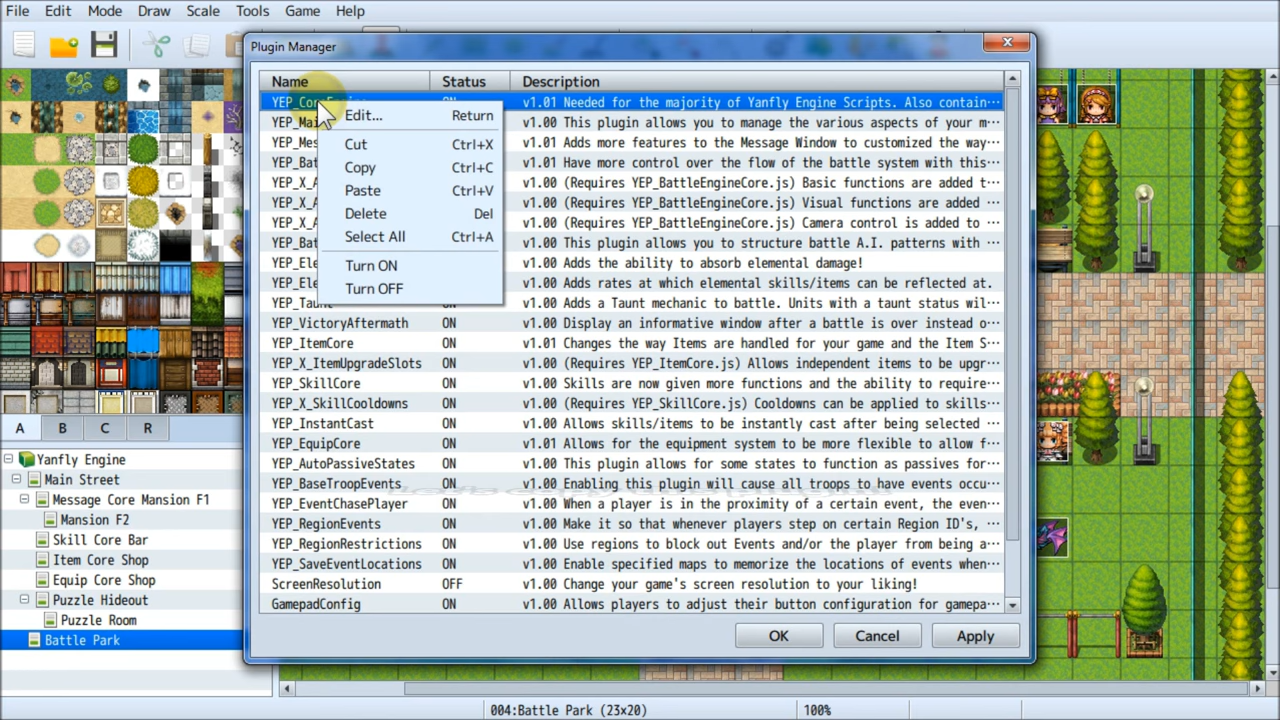 File Edit Mode Draw Scale Tools Game Help
Plugin Manager
Name Status Description
v1.01 Needed for the majority of Yanfly Engine Scripts. Also contain⋯
v1.00 This plugin allows you to manage the various aspects of your m⋯
v1.00 Adds more features to the Message Window to customized the way⋯
v1.01 Have more control over the flow of the battle system with this⋯
v1.00 (Requires YEP_BattleEngineCore.js) Basic functions are added t⋯
v1.00 (Requires YEP_BattleEngineCore.js) Visual functions are added ⋯
v1.00 (Requires YEP_BattleEngineCore.js) Camera control is added to ⋯
v1.00 This plugin allows you to structure battle A.I. patterns with ⋯
v1.00 Adds the ability to absorb elemental damage!
v1.00 Adds rates at which elemental skills/items can be reflected at.
YEP_Taunt ON v1.00 Adds a Taunt mechanic to battle. Units with a taunt status wil⋯
YEP_VictoryAftermath ON v1.00 Display an informative window after a battle is over instead o⋯
YEP_ItemCore ON v1.01 Changes the way Items are handled for your game and the Item S⋯
YEP_X_ItemUpgradeSlots ON v1.00 (Requires YEP_ItemCore.js) Allows independent items to be upgr⋯
YEP_SkillCore ON v1.00 Skills are now given more functions and the ability to require⋯
YEP_X_SkillCooldowns ON v1.00 (Requires YEP_SkillCore.js) Cooldowns can be applied to skills⋯
YEP_InstantCast ON v1.00 Allows skills/items to be instantly cast after being selected ⋯
YEP_EquipCore ON v1.01 Allows for the equipment system to be more flexible to allow f⋯
YEP_AutoPassiveStates ON v1.00 This plugin allows for some states to function as passives for⋯
YEP_BaseTroopEvents ON v1.00 Enabling this plugin will cause all troops to have events occu⋯
YEP_EventChasePlayer ON v1.00 When a player is in the proximity of a certain event, the even⋯
YEP_RegionEvents ON v1.00 Make it so that whenever players step on certain Region ID's, ⋯
YEP_RegionRestrictions ON v1.00 Use regions to block out Events and/or the player from being a⋯
YEP_SaveEventLocations ON v1.00 Enable specified maps to memorize the locations of events when⋯
ScreenResolution OFF v1.00 Change your game's screen resolution to your liking!
GamepadConfig ON v1.00 Allows players to adjust their button configuration for gamepa⋯
Edit... Return
Cut Ctrl+X
Copy Ctrl+C
Paste Ctrl+V
Delete Del
Select All Ctrl+A
Turn ON
Turn OFF
OK Cancel Apply
A B C R
Yanfly Engine
Main Street
Message Core Mansion F1
Mansion F2
Skill Core Bar
Item Core Shop
Equip Core Shop
Puzzle Hideout
Puzzle Room
Battle Park
004:Battle Park (23x20) 100%